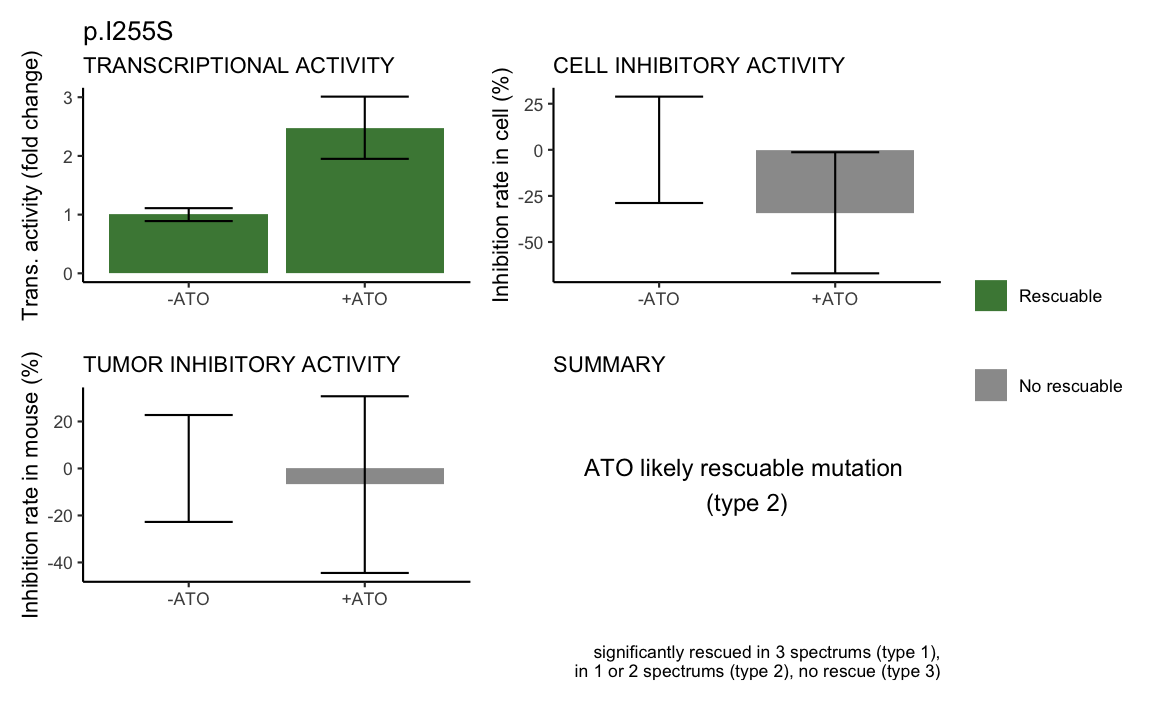 p.I255S
TRANSCRIPTIONAL ACTIVITY
Trans. activity (fold change)
3
2
1
0
-ATO
+ATO
CELL INHIBITORY ACTIVITY
Inhibition rate in cell (%)
25
0
-25
-50
-ATO
+ATO
Rescuable
No rescuable
TUMOR INHIBITORY ACTIVITY
Inhibition rate in mouse (%)
20
0
-20
-40
-ATO
+ATO
SUMMARY
ATO likely rescuable mutation
(type 2)
significantly rescued in 3 spectrums (type 1),
in 1 or 2 spectrums (type 2), no rescue (type 3)